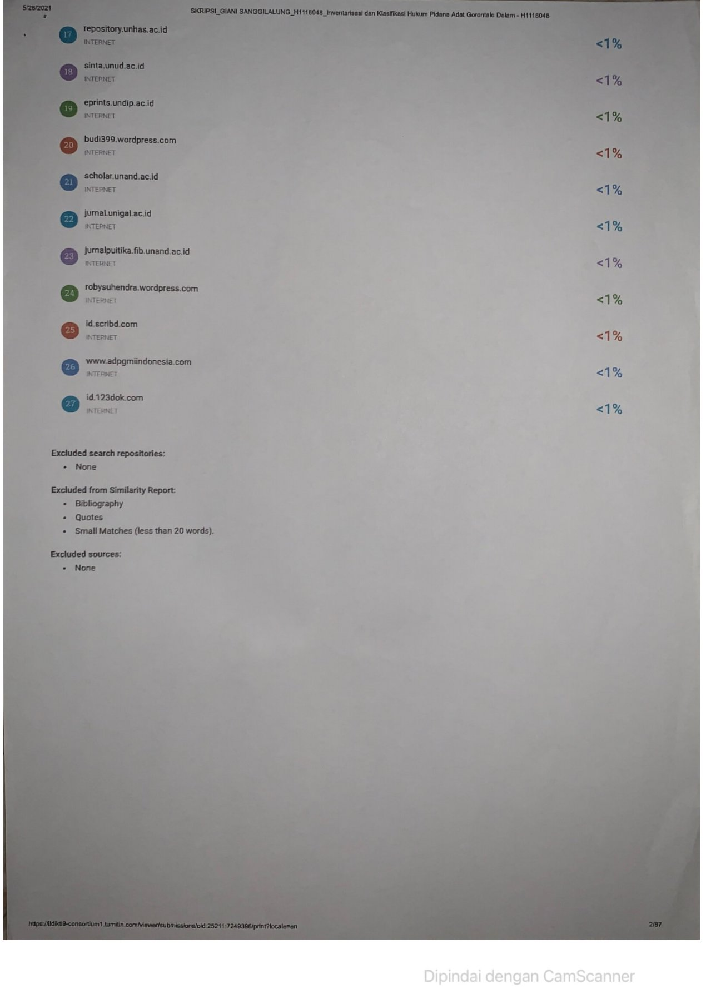 5/28/2021
SKRIPSI_GIANI SANGGILALUNG_H1118048_Inventarisasi dan Klasifikasi Hukum Pidana Adat Gorontalo Dalam - H1118048
17
repository.unhas.ac.id
INTERNET
<1%
18
sinta.unud.ac.id
INTERNET
<1%
19
eprints.undip.ac.id
INTERNET
<1%
20
budi399.wordpress.com
INTERNET
<1%
21
scholar.unand.ac.id
INTERNET
<1%
22
jurnal.unigal.ac.id
INTERNET
<1%
23
jurnalpuitika.fib.unand.ac.id
INTERNET
<1%
24
robysuhendra.wordpress.com
INTERNET
<1%
25
id.scribd.com
INTERNET
<1%
26
www.adpgmiindonesia.com
INTERNET
<1%
27
id.123dok.com
INTERNET
<1%
Excluded search repositories:
• None
Excluded from Similarity Report:
• Bibliography
• Quotes
• Small Matches (less than 20 words).
Excluded sources:
• None
https://lldikti9-consortium1.turnitin.com/viewer/submissions/oid:25211:7249396/print?locale=en
2/87
Dipindai dengan CamScanner